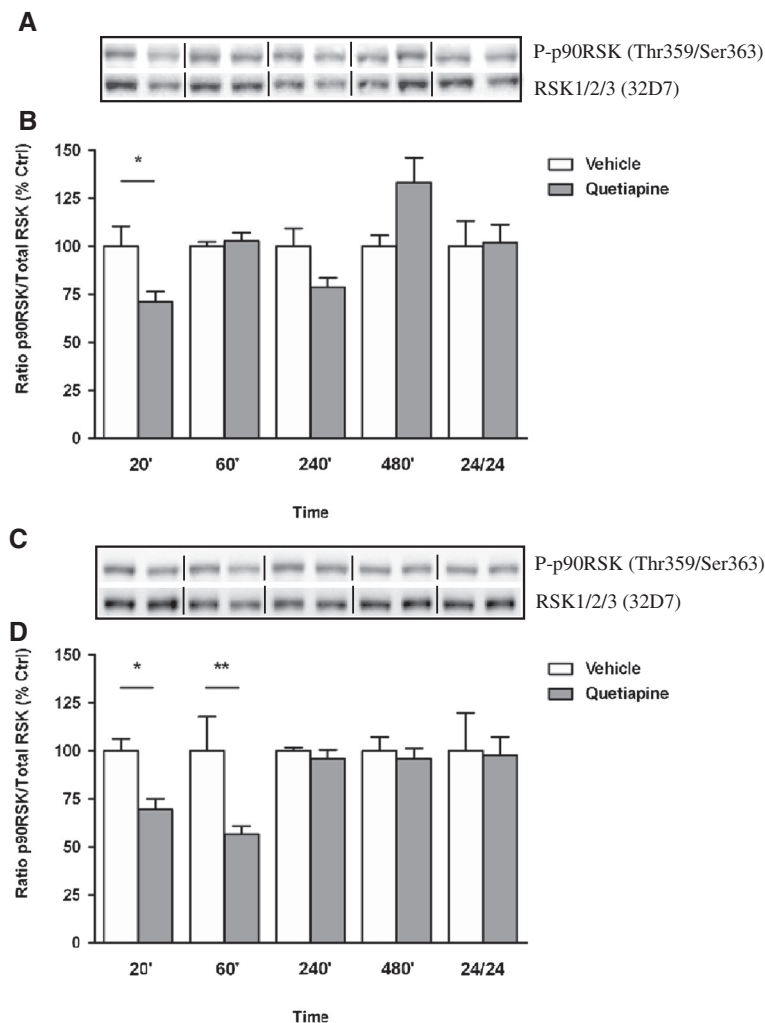 A
P-p90RSK (Thr359/Ser363)
RSK1/2/3 (32D7)
B
Ratio p90RSK/Total RSK (% Ctrl)
150
125
100
75
50
25
0
*
Vehicle
Quetiapine
20' 60' 240' 480' 24/24
Time
C
P-p90RSK (Thr359/Ser363)
RSK1/2/3 (32D7)
D
Ratio p90RSK/Total RSK (% Ctrl)
150
125
100
75
50
25
0
* **
Vehicle
Quetiapine
20' 60' 240' 480' 24/24
Time